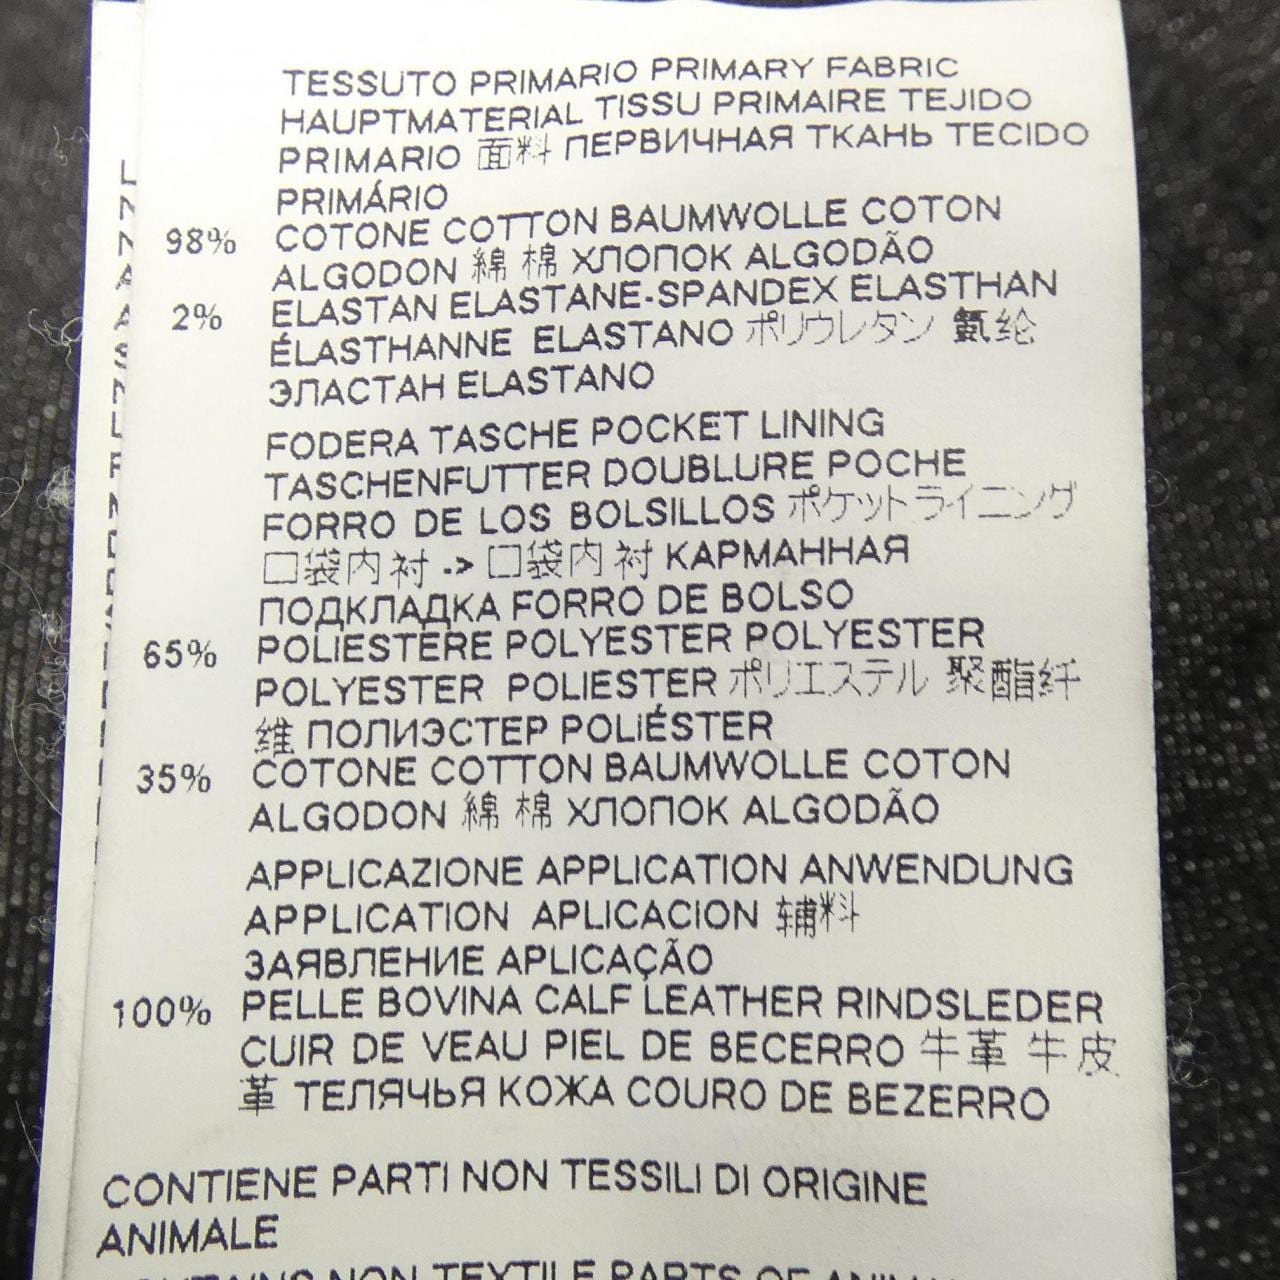 TESSUTO PRIMARIO PRIMARY FABRIC
HAUPTMATERIAL TISSU PRIMAIRE TEJIDO
PRIMARIO 面料 ПЕРВИЧНАЯ ТКАНЬ TECIDO
PRIMÁRIO
98% COTONE COTTON BAUMWOLLE COTON
ALGODON 綿 棉 ХЛОПОК ALGODÃO
2% ELASTAN ELASTANE-SPANDEX ELASTHAN
ÉLASTHANNE ELASTANO ポリウレタン 氨纶
ЭЛАСТАН ELASTANO
FODERA TASCHE POCKET LINING
TASCHENFUTTER DOUBLURE POCHE
FORRO DE LOS BOLSILLOS ポケットライニング
口袋内衬 -> 口袋内衬 КАРМАННАЯ
ПОДКЛАДКА FORRO DE BOLSO
65% POLIESTERE POLYESTER POLYESTER
POLYESTER POLIESTER ポリエステル 聚酯纤
维 ПОЛИЭСТЕР POLIÉSTER
35% COTONE COTTON BAUMWOLLE COTON
ALGODON 綿 棉 ХЛОПОК ALGODÃO
APPLICAZIONE APPLICATION ANWENDUNG
APPLICATION APLICACION 辅料
ЗАЯВЛЕНИЕ APLICAÇÃO
100% PELLE BOVINA CALF LEATHER RINDSLEDER
CUIR DE VEAU PIEL DE BECERRO 牛革 牛皮
革 ТЕЛЯЧЬЯ КОЖА COURO DE BEZERRO
CONTIENE PARTI NON TESSILI DI ORIGINE
ANIMALE
CONTAINS NON TEXTILE PARTS OF ANIMAL